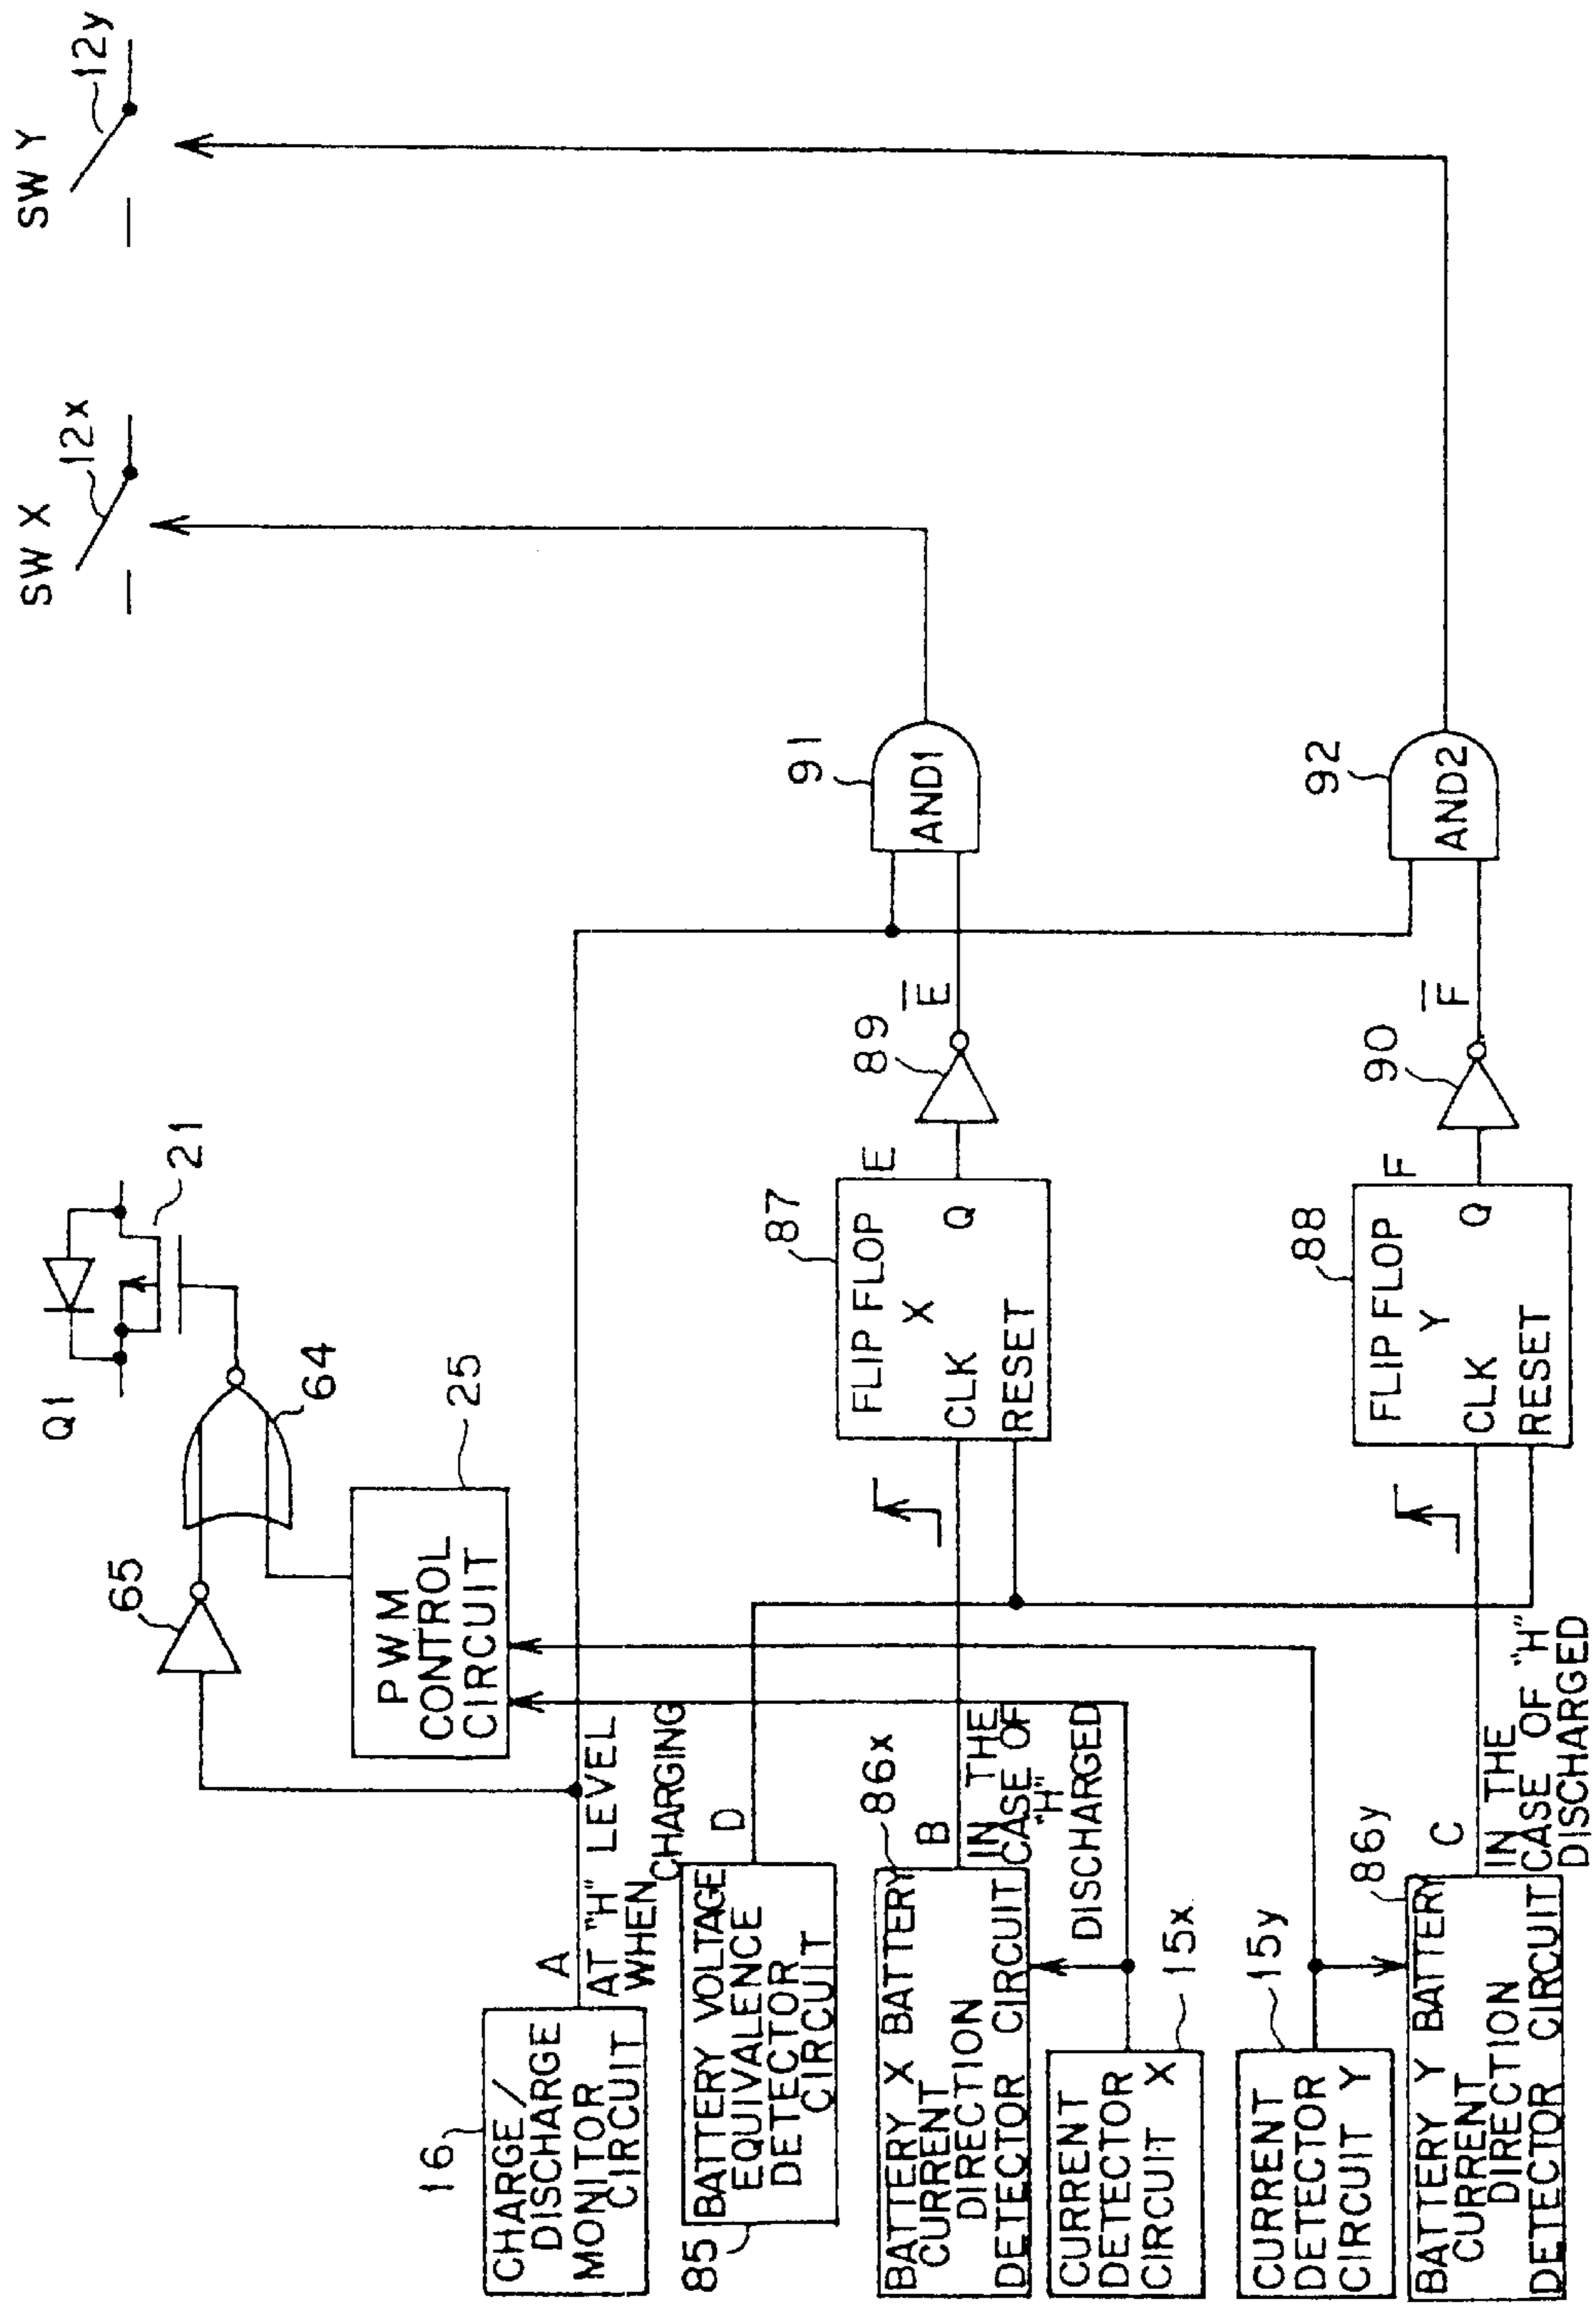 Q1
21
64
65
25
PWM
CONTROL
CIRCUIT
SW X
12x
SW Y
12y
16
CHARGE/
DISCHARGE
MONITOR
CIRCUIT
A
AT "H" LEVEL
WHEN CHARGING
85
BATTERY VOLTAGE
EQUIVALENCE
DETECTOR
CIRCUIT
D
BATTERY X BATTERY
CURRENT
DIRECTION
DETECTOR CIRCUIT
86x
B
IN THE
CASE OF
"H"
DISCHARGED
CURRENT
DETECTOR
CIRCUIT X
15x
CURRENT
DETECTOR
CIRCUIT Y
15y
BATTERY Y BATTERY
CURRENT
DIRECTION
DETECTOR CIRCUIT
86y
C
IN THE
CASE OF "H"
DISCHARGED
87
FLIP FLOP
X
CLK
Q
RESET
E
89
E
91
AND1
88
FLIP FLOP
Y
CLK
Q
RESET
F
90
F
92
AND2